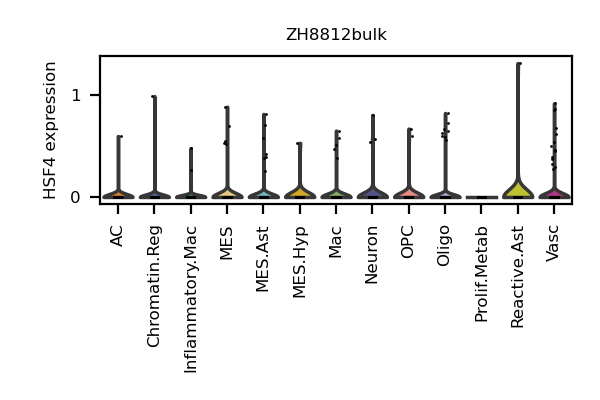 ZH8812bulk
HSF4 expression
1
0
AC
Chromatin.Reg
Inflammatory.Mac
MES
MES.Ast
MES.Hyp
Mac
Neuron
OPC
Oligo
Prolif.Metab
Reactive.Ast
Vasc